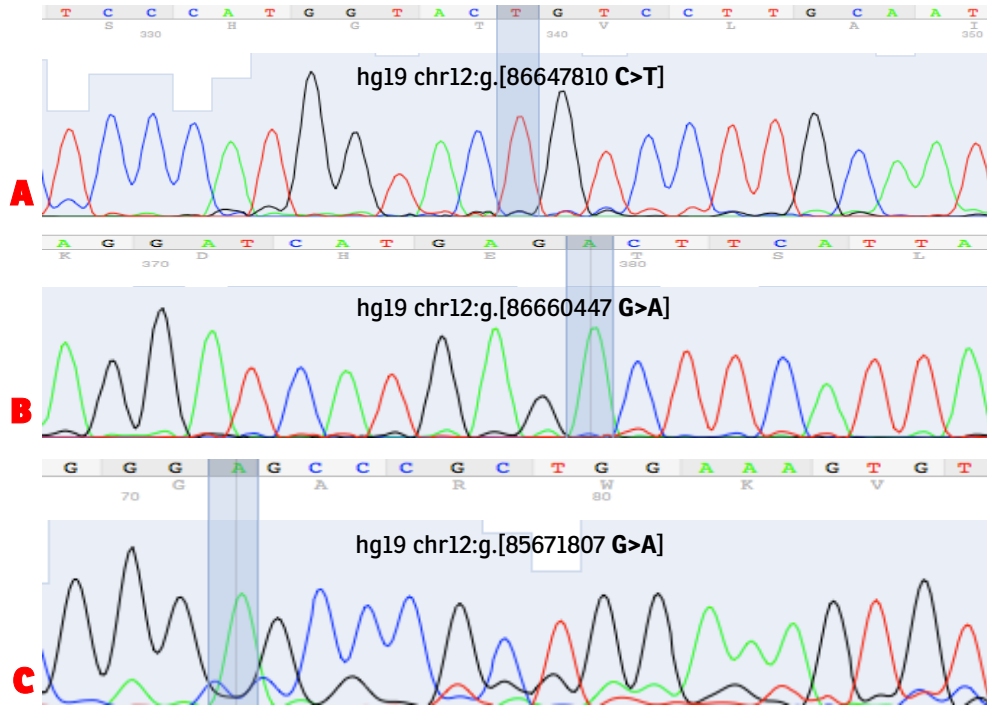 T C C C A T G G T A C T G T C C T T G C A A T
S H G T V L L A I
330 340 350
hg19 chr12:g.[86647810 C>T]
A
A G G A T C A T G A G A C T T C A T T A
K D H E T S L
370 380
hg19 chr12:g.[86660447 G>A]
B
G G G A G C C C G C T G G A A A G T G T
G A R W K V
70 80
hg19 chr12:g.[85671807 G>A]
C